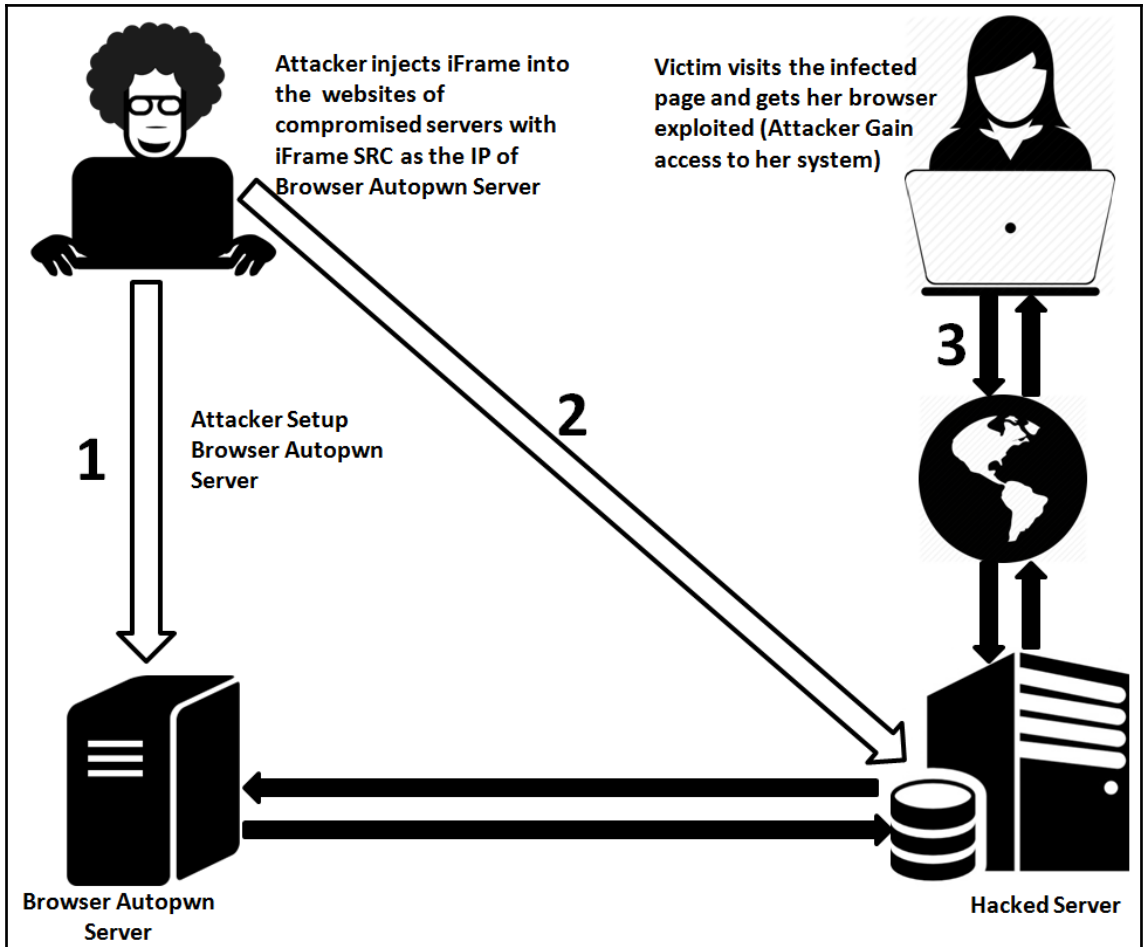 Attacker injects iFrame into
the websites of
compromised servers with
iFrame SRC as the IP of
Browser Autopwn Server
Victim visits the infected
page and gets her browser
exploited (Attacker Gain
access to her system)
3
2
1
Attacker Setup
Browser Autopwn
Server
Browser Autopwn
Server
Hacked Server